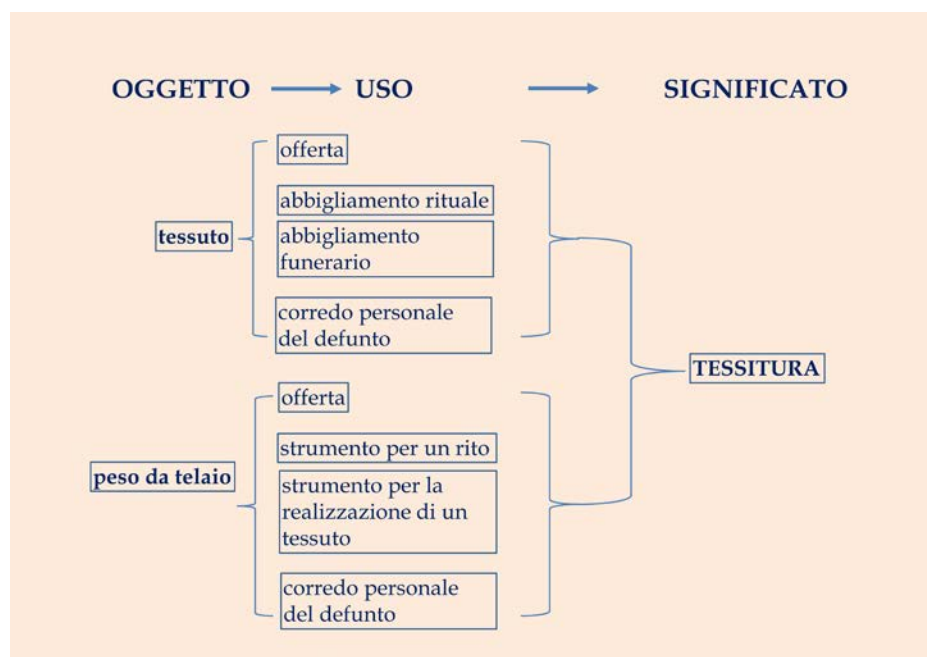 OGGETTO USO SIGNIFICATO
offerta
abbigliamento rituale
tessuto
abbigliamento
funerario
corredo personale
del defunto
TESSITURA
offerta
strumento per un rito
peso da telaio
strumento per la
realizzazione di un
tessuto
corredo personale
del defunto